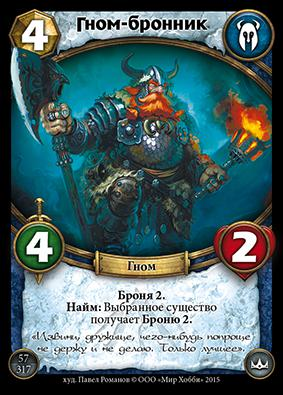 4
Гном-бронник
4
Гном
2
Броня 2.
Найм: Выбранное существо
получает Броню 2.
«Извини, дружище, чего-нибудь попроще
не держу и не делаю. Только лучшее».
57
317
худ. Павел Романов © ООО «Мир Хобби» 2015